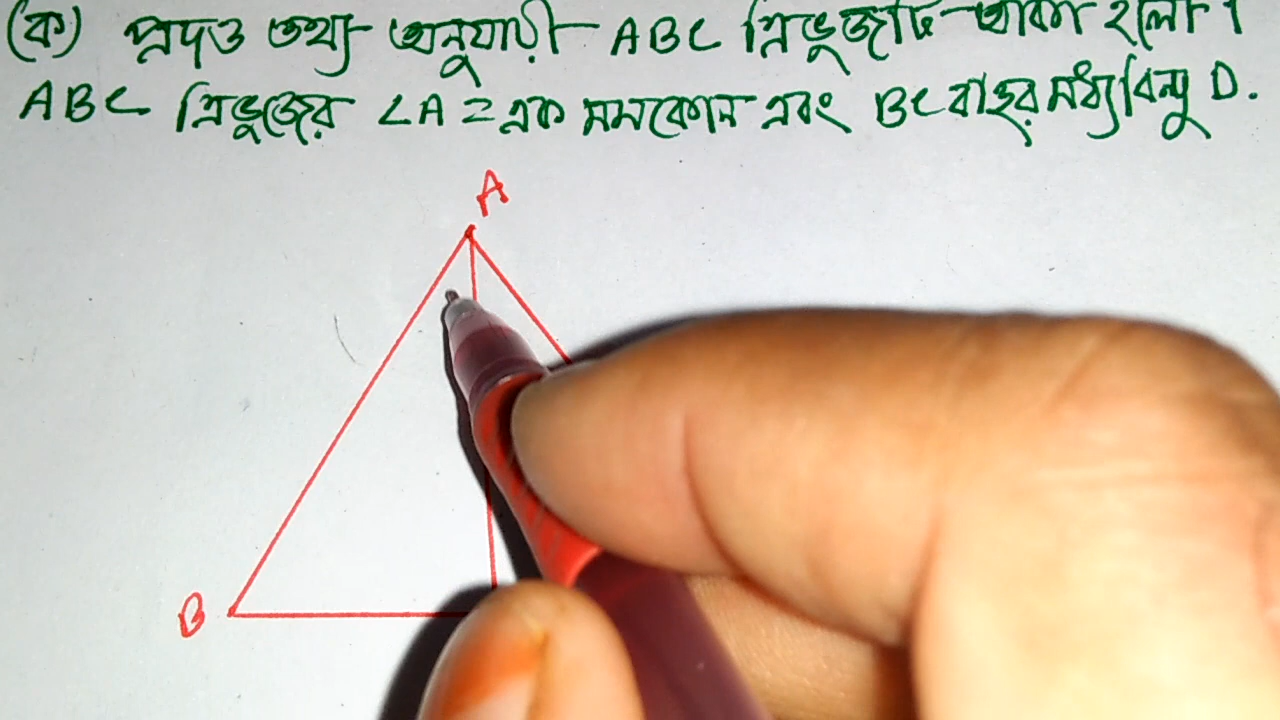 (ক) প্রদত্ত তথ্য অনুযায়ী ABC ত্রিভুজটি আঁকা হলো।
ABC ত্রিভুজের ∠A = এক সমকোন এবং BC বাহুর মধ্যবিন্দু D.
A
B